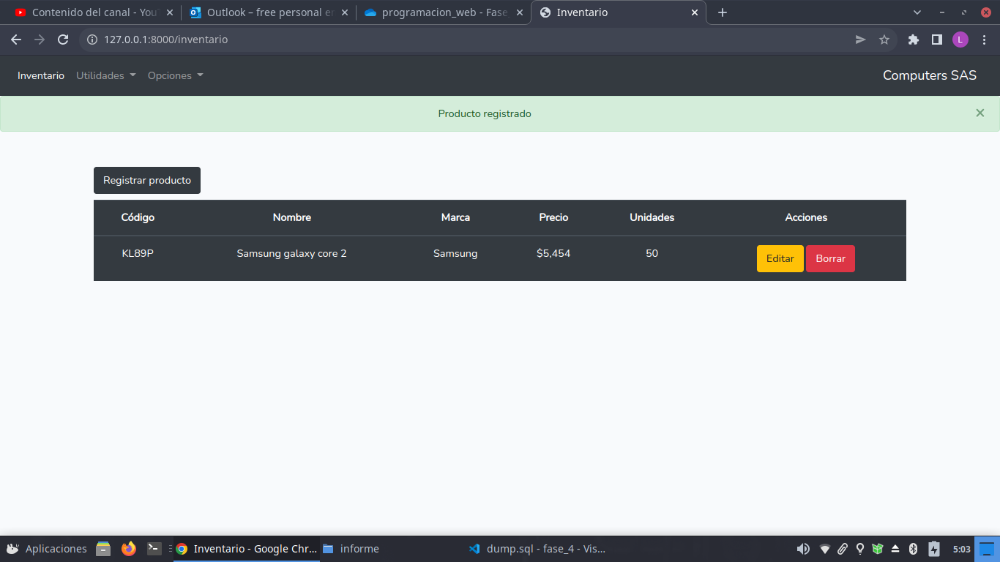 Contenido del canal - You
Outlook – free personal em
programacion_web - Fase
Inventario
127.0.0.1:8000/inventario
L
Inventario Utilidades Opciones Computers SAS
Producto registrado ×
Registrar producto
Código Nombre Marca Precio Unidades Acciones
KL89P Samsung galaxy core 2 Samsung $5,454 50 Editar Borrar
Aplicaciones Inventario - Google Chr... informe dump.sql - fase_4 - Vis... 5:03